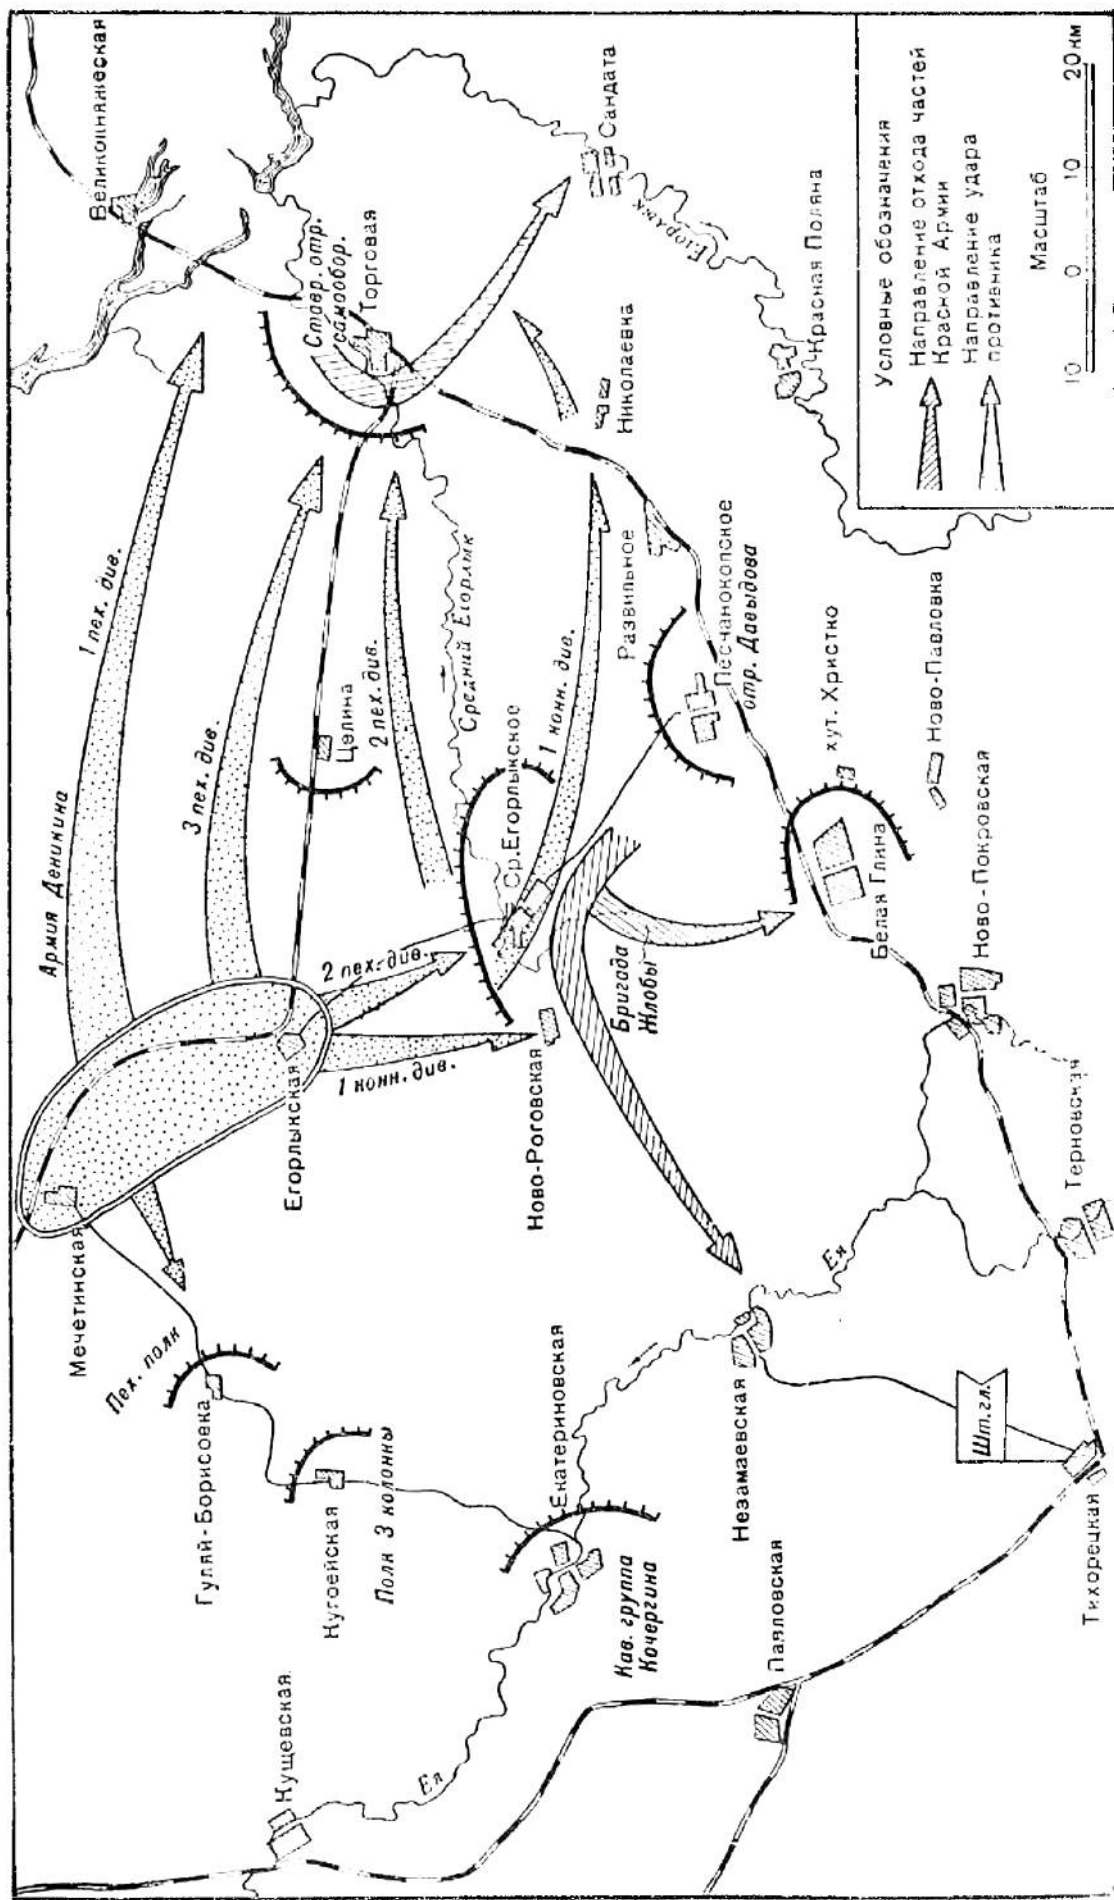 Великокняжеская
Армия Деникина
1 пех. див.
3 пех. див.
Ставр. отр.
самообор.
Торговая
Сандата
Егорлык
Мечетинская
Егорлыкская
Целина
2 пех. див.
Средний Егорлык
Николаевка
Красная Поляна
2 пех. див.
1 конн. див.
Ср. Егорлыкское
1 конн. див.
Развильное
Песчанокопское
отр. Давыдова
Пех. полк
Гуляй-Борисовка
Ново-Роговская
Бригада
Жлобы
хут. Христко
Белая Глина
Ново-Павловка
Ново-Покровская
Кугоейская
Полк 3 колонны
Екатериновская
Кав. группа
Кочергина
Незамаевская
Ея
Терновская
Кущевская
Ея
Павловская
Шт. гл.
Тихорецкая
Условные обозначения
Направление отхода частей
Красной Армии
Направление удара
противника
Масштаб
10 0 10 20 км